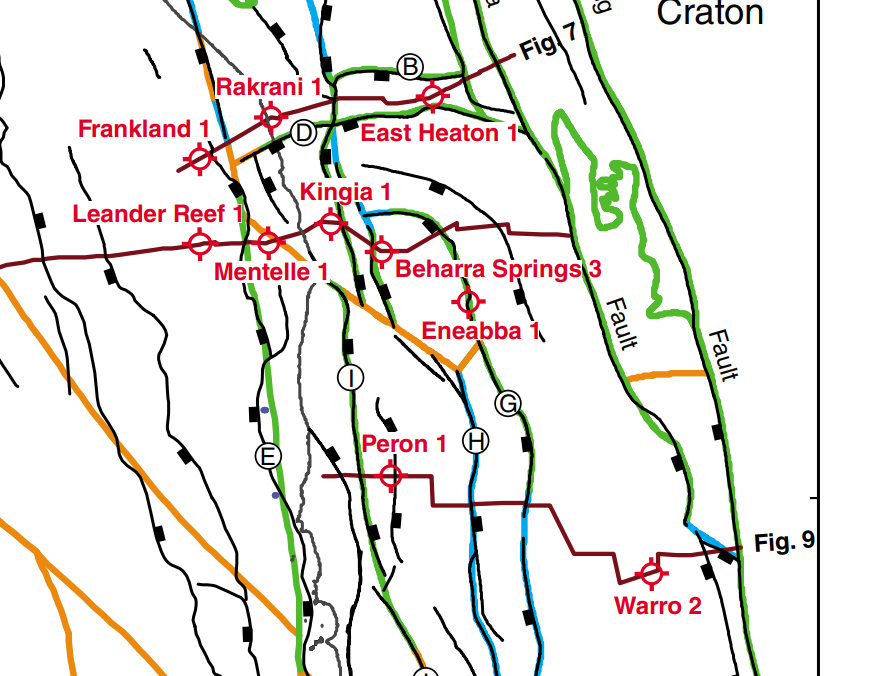 Craton
Fig. 7
B
Rakrani 1
Frankland 1
D
East Heaton 1
Kingia 1
Leander Reef 1
Mentelle 1
Beharra Springs 3
Eneabba 1
Fault
Fault
I
G
H
Peron 1
E
Fig. 9
Warro 2